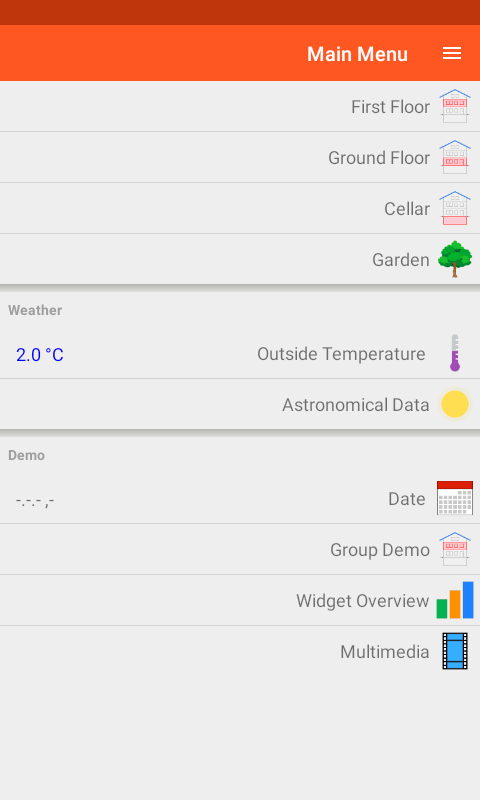 Main Menu
First Floor
Ground Floor
Cellar
Garden
Weather
2.0 °C Outside Temperature
Astronomical Data
Demo
-.-.- ,- Date
Group Demo
Widget Overview
Multimedia